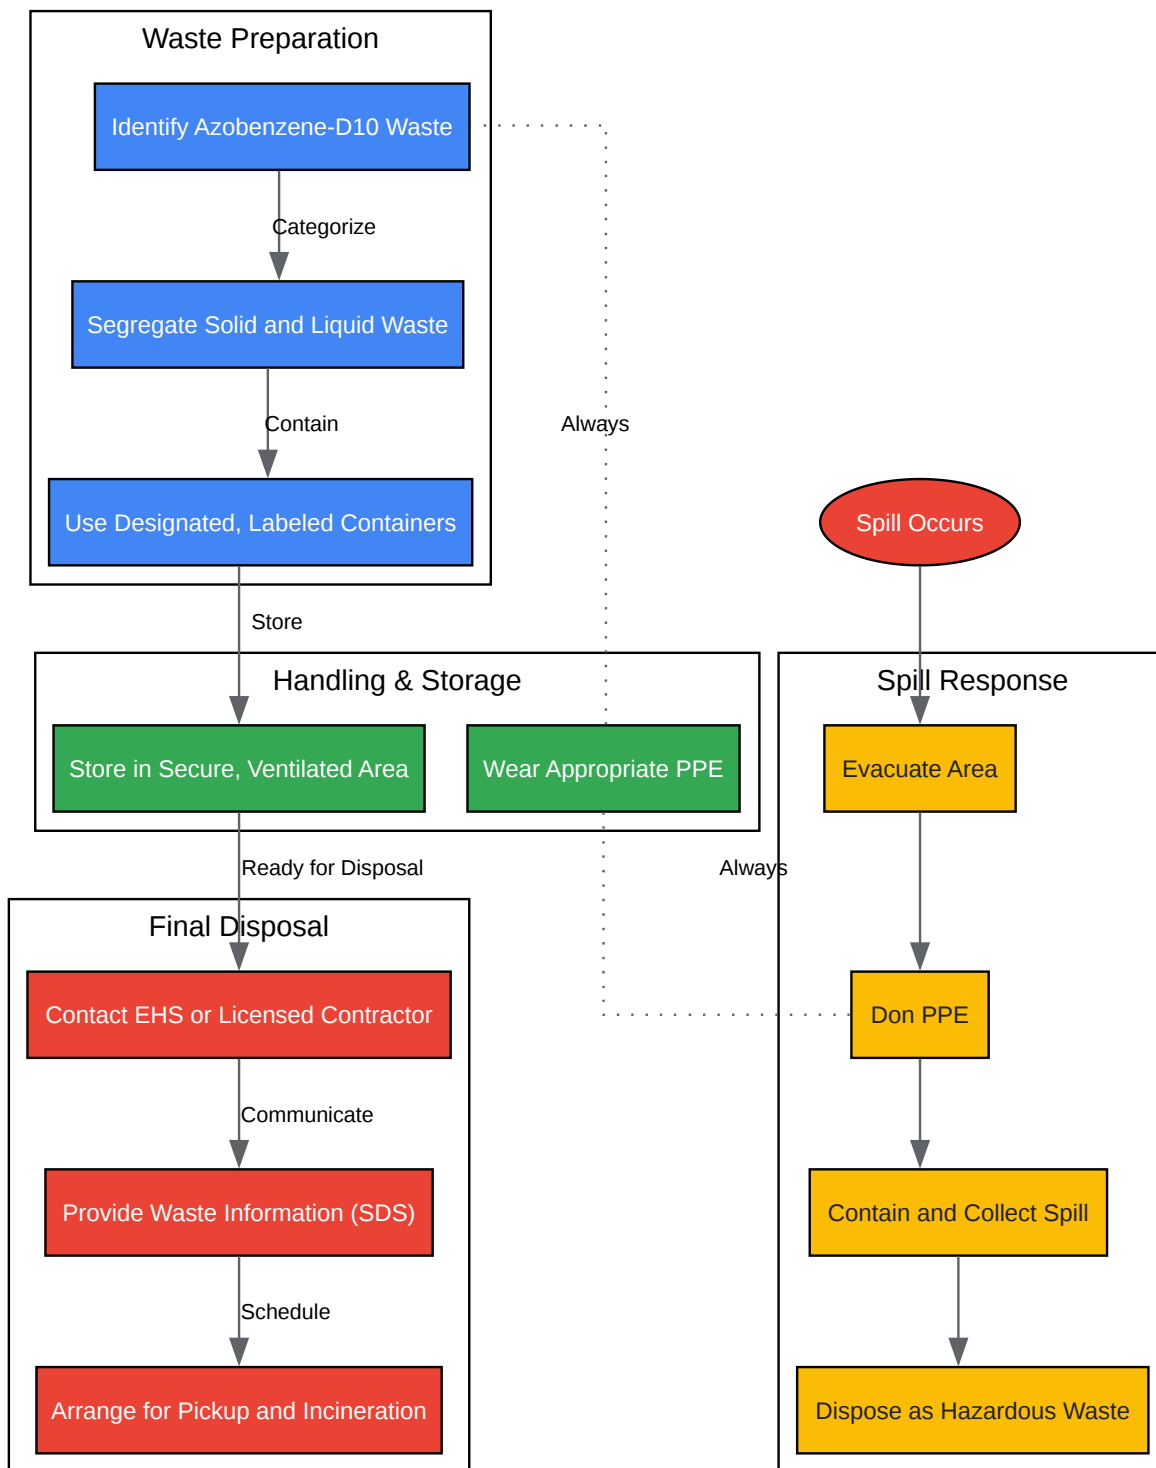 Waste Preparation
Identify Azobenzene-D10 Waste
Categorize
Segregate Solid and Liquid Waste
Contain
Always
Use Designated, Labeled Containers
Spill Occurs
Store
Handling & Storage
Spill Response
Store in Secure, Ventilated Area
Wear Appropriate PPE
Evacuate Area
Ready for Disposal
Always
Final Disposal
Contact EHS or Licensed Contractor
Don PPE
Communicate
Provide Waste Information (SDS)
Contain and Collect Spill
Schedule
Arrange for Pickup and Incineration
Dispose as Hazardous Waste